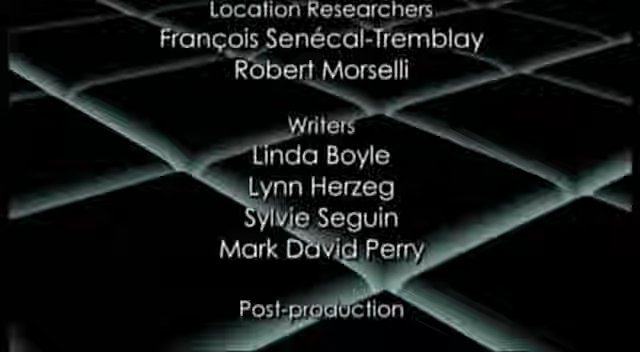 Location Researchers
François Senécal-Tremblay
Robert Morselli
Writers
Linda Boyle
Lynn Herzeg
Sylvie Seguin
Mark David Perry
Post-production